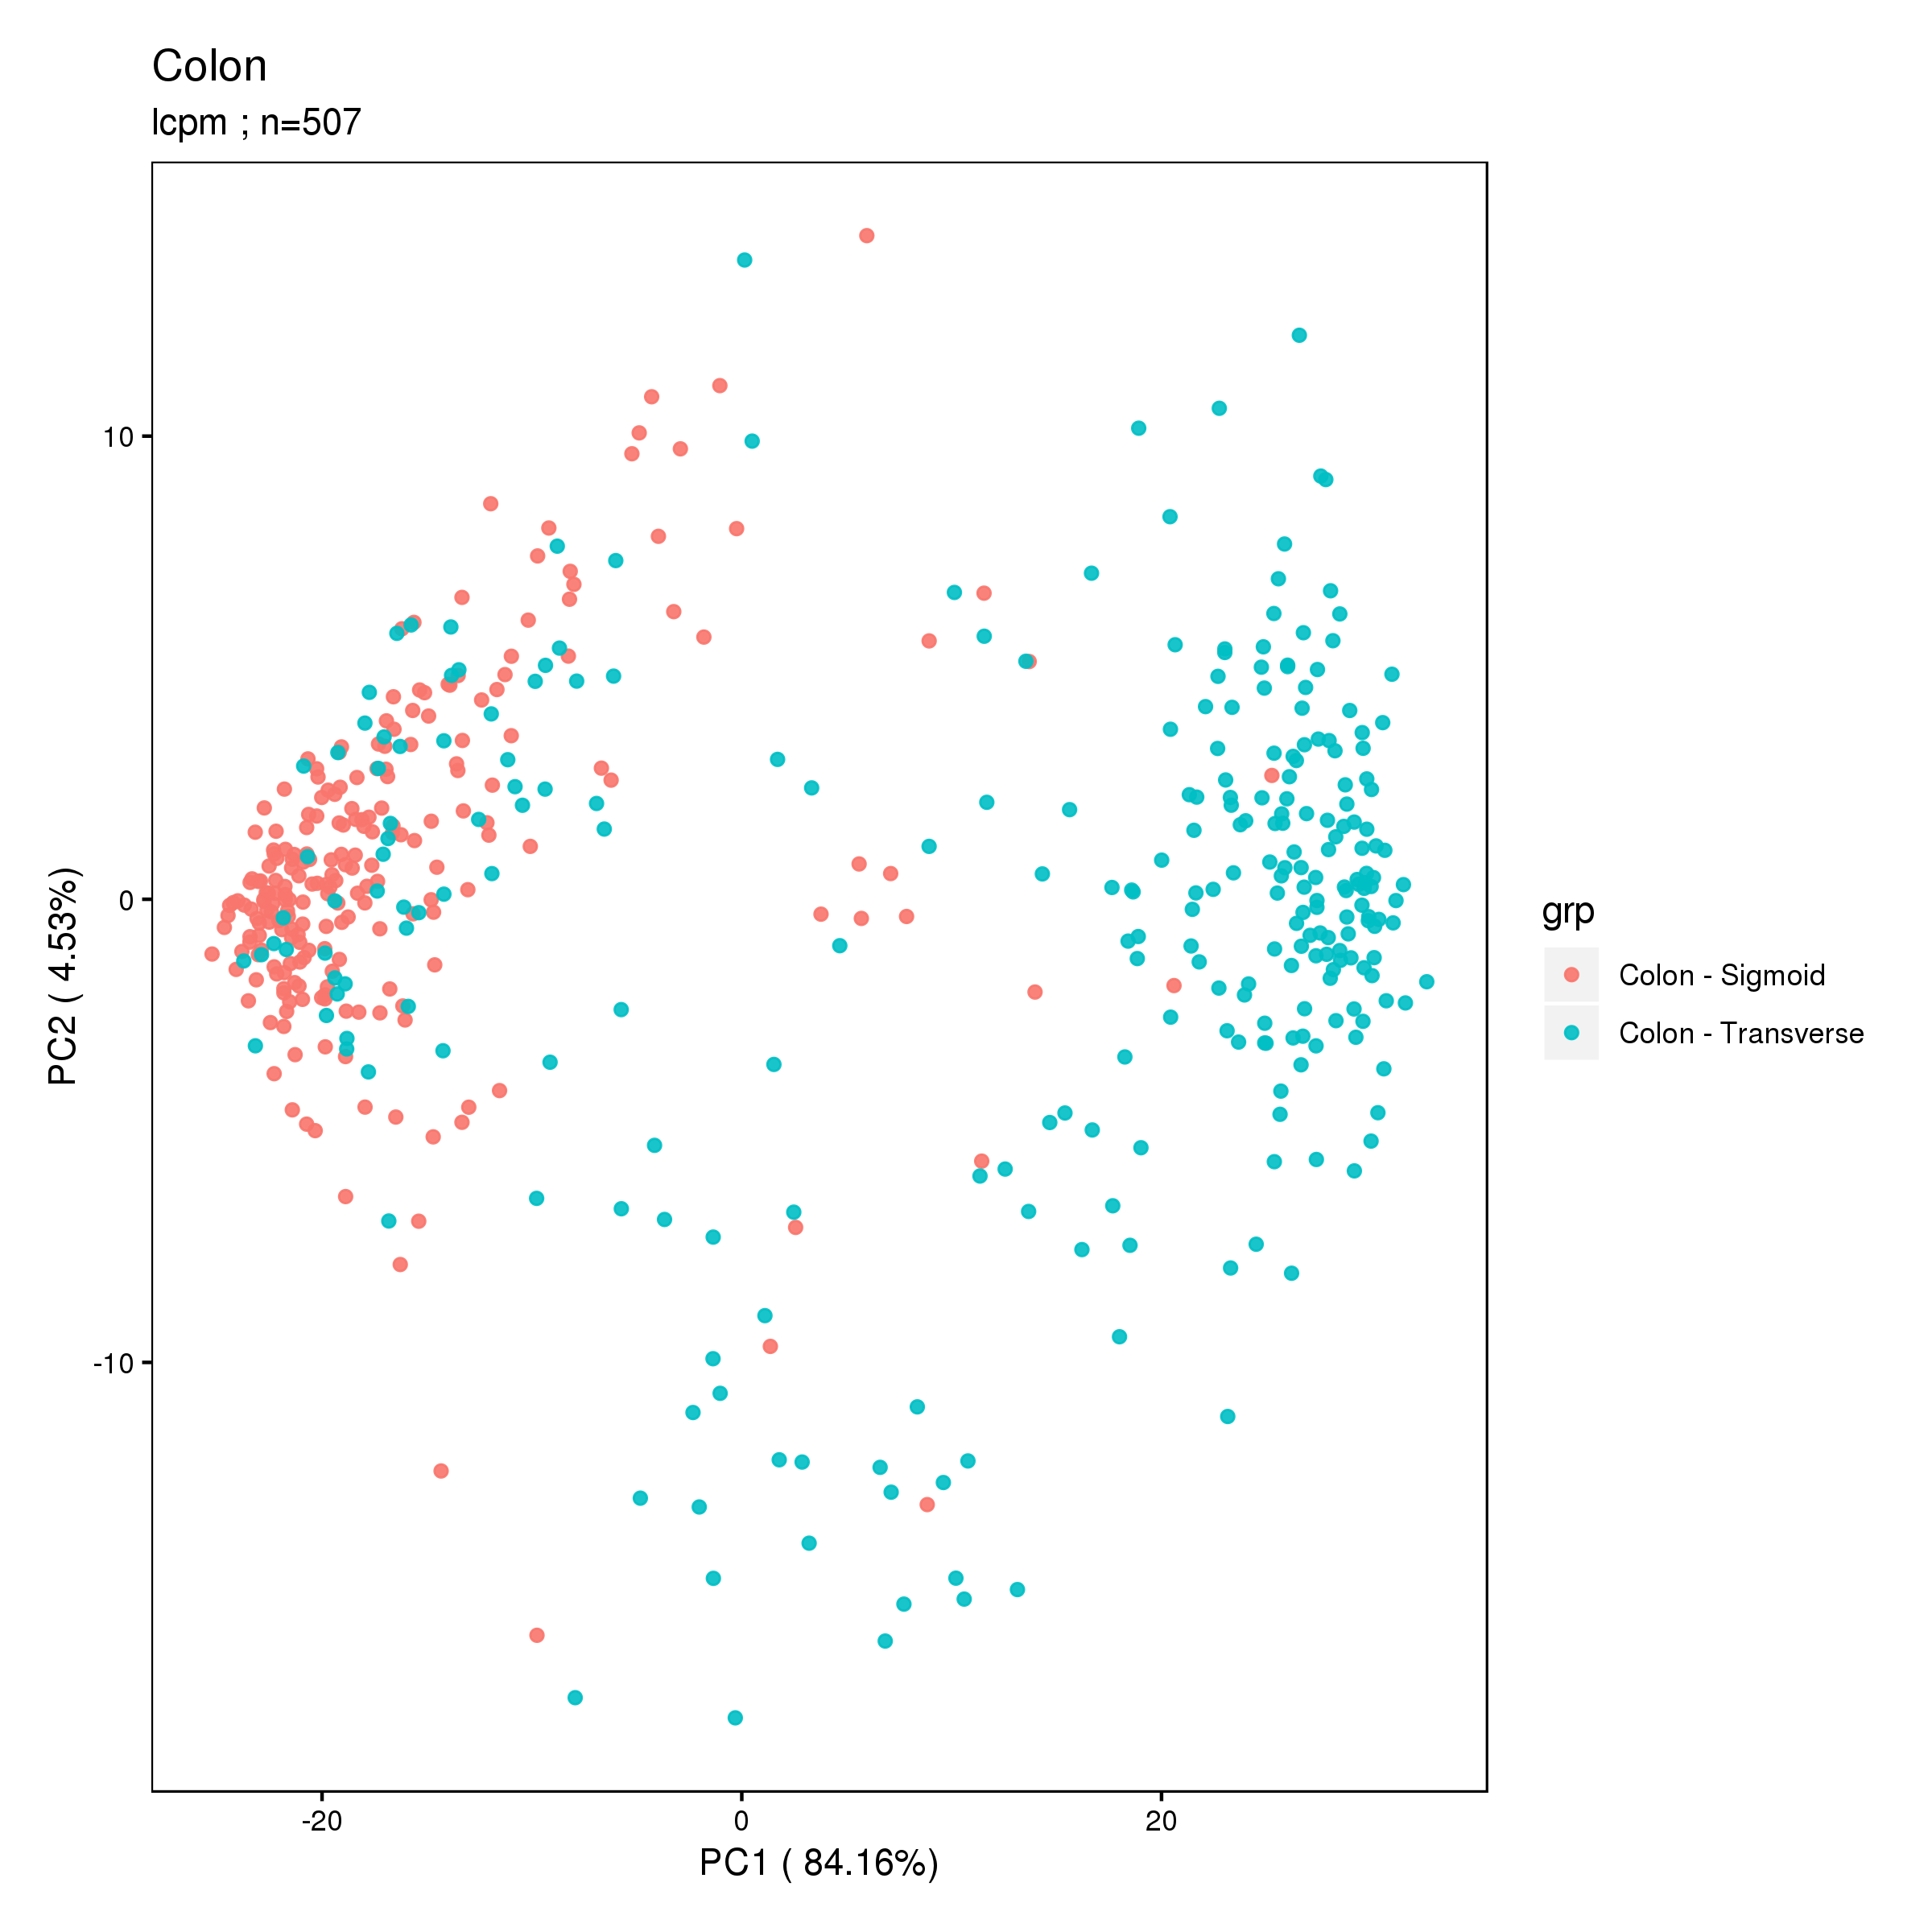 Colon
lcpm ; n=507
10
0
-10
PC2 ( 4.53%)
-20
0
20
PC1 ( 84.16%)
grp
Colon - Sigmoid
Colon - Transverse